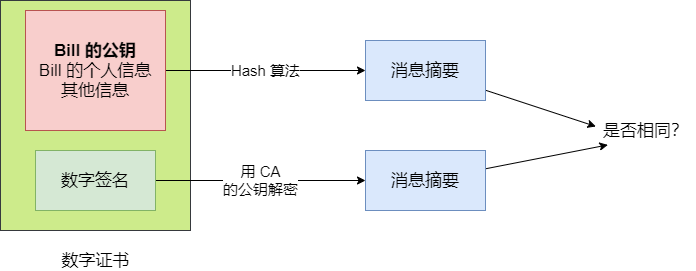 Bill 的公钥
Bill 的个人信息
其他信息
Hash 算法
消息摘要
是否相同?
数字签名
用 CA
的公钥解密
消息摘要
数字证书